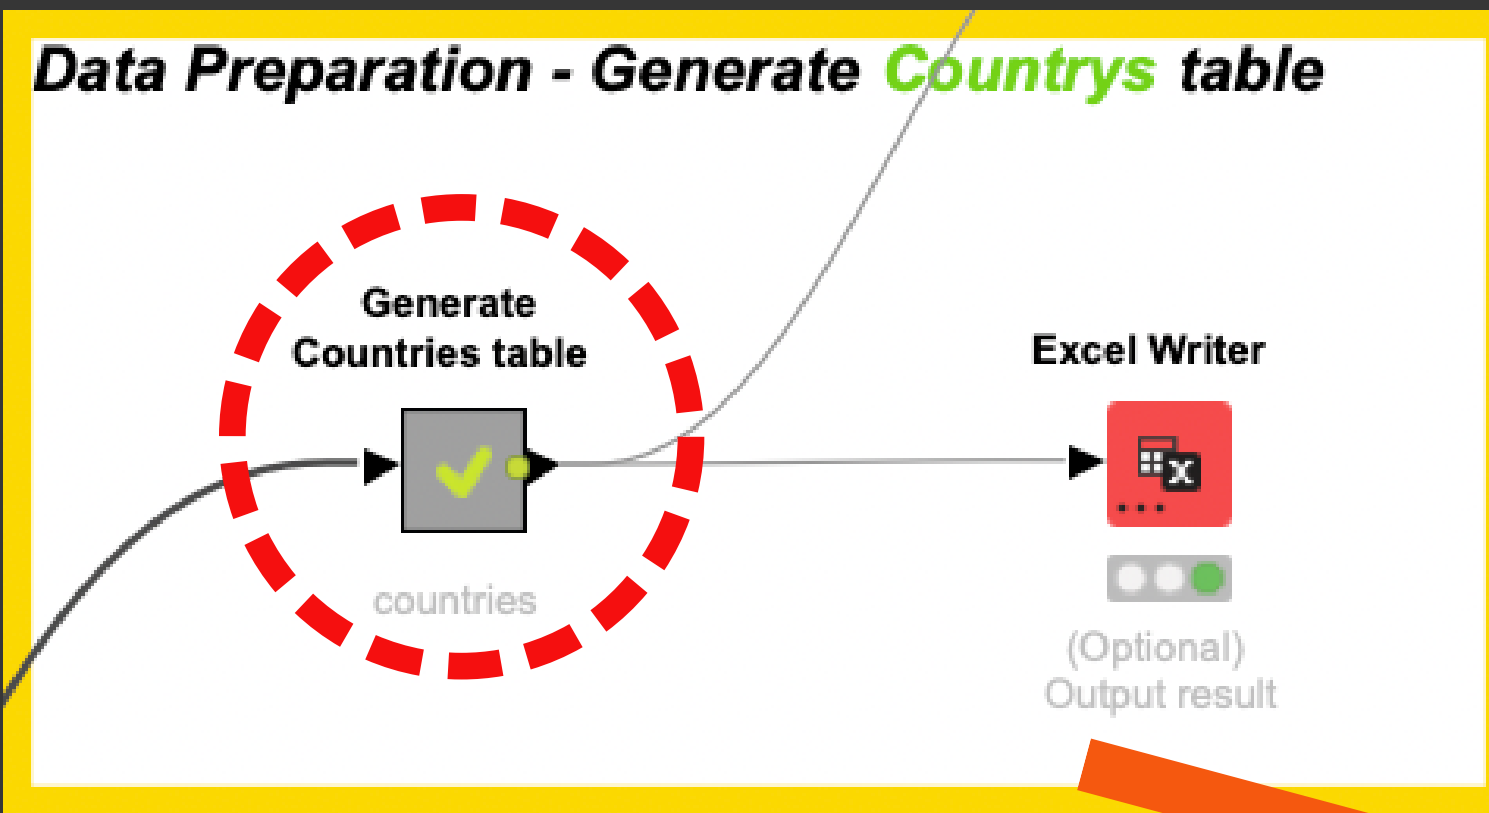 Data Preparation - Generate Countrys table
Generate
Countries table
countries
Excel Writer
X
(Optional)
Output result